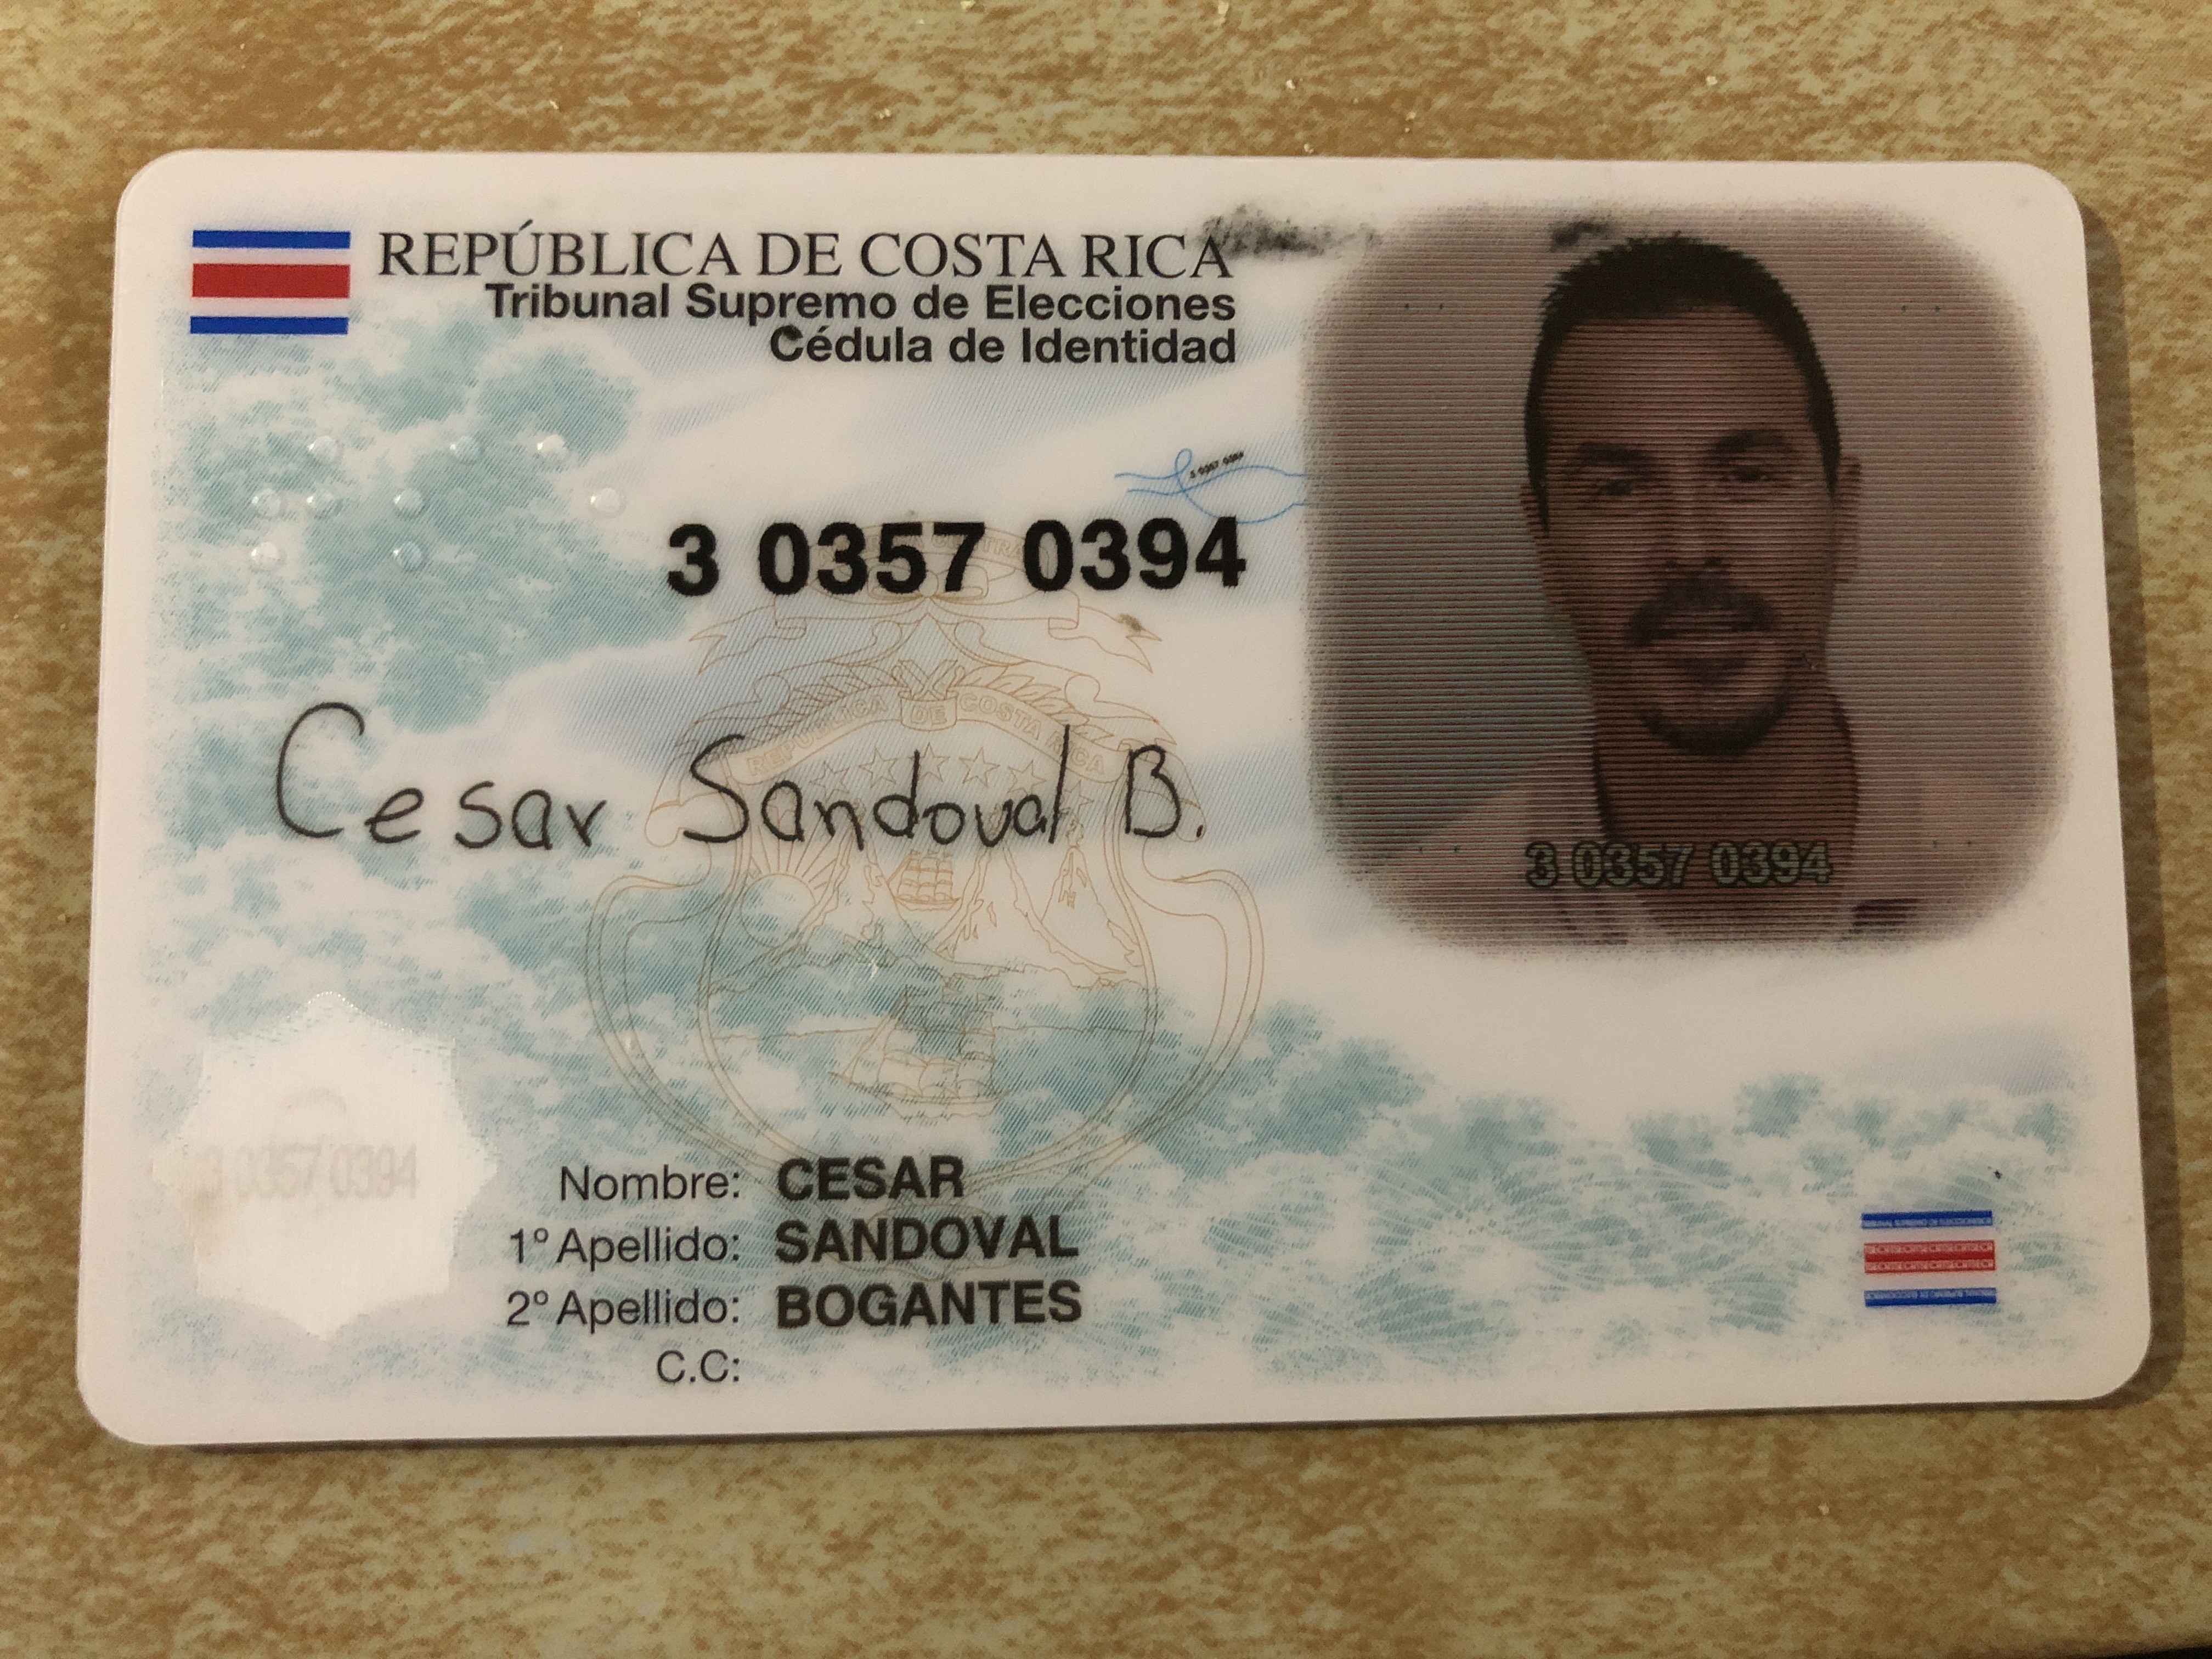 REPÚBLICA DE COSTA RICA
Tribunal Supremo de Elecciones
Cédula de Identidad
3 0357 0394
Cesar Sandoval B.
3 0357 0394
3 0357 0394
Nombre: CESAR
1° Apellido: SANDOVAL
2° Apellido: BOGANTES
C.C: